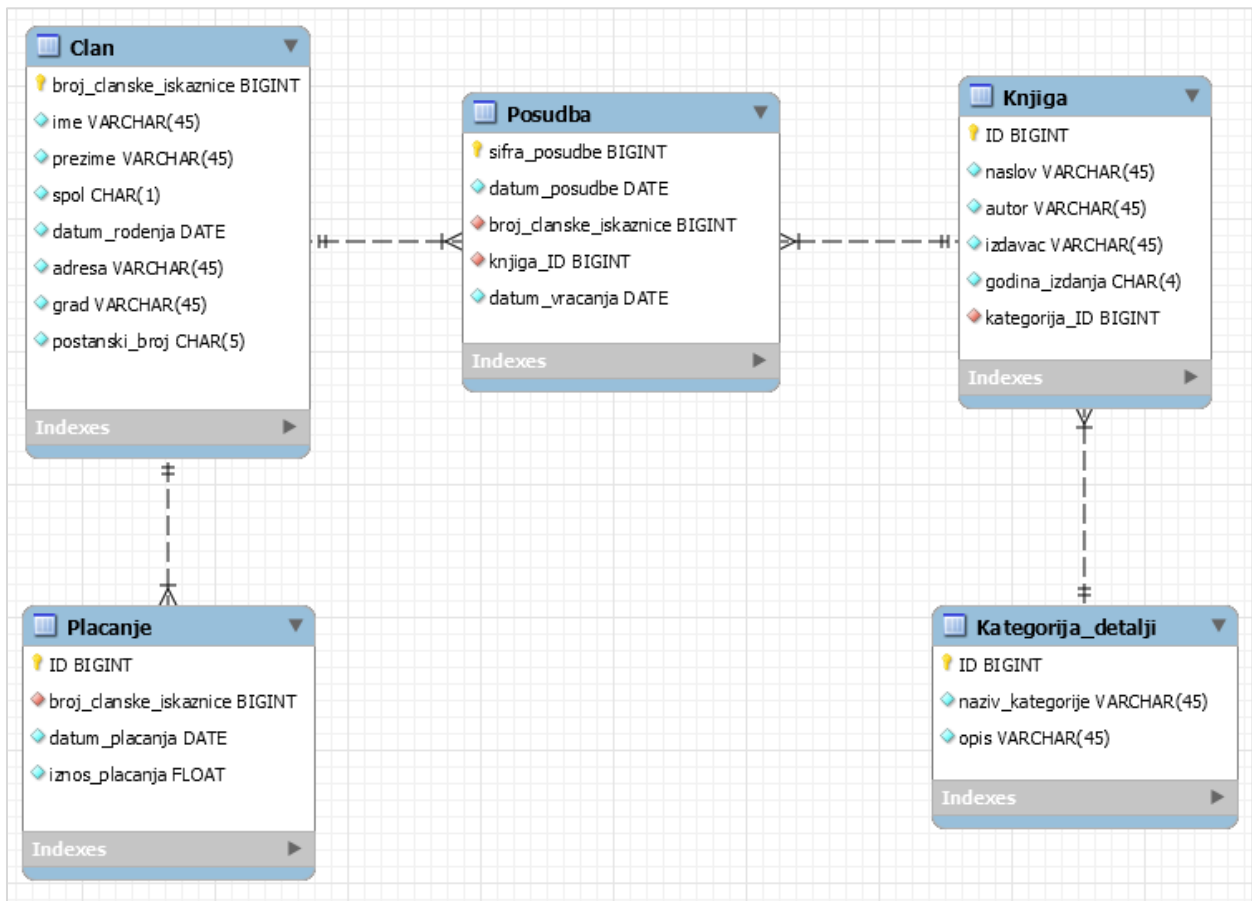 Clan
broj_clanske_iskaznice BIGINT
ime VARCHAR(45)
prezime VARCHAR(45)
spol CHAR(1)
datum_rodenja DATE
adresa VARCHAR(45)
grad VARCHAR(45)
postanski_broj CHAR(5)
Indexes
Posudba
sifra_posudbe BIGINT
datum_posudbe DATE
broj_clanske_iskaznice BIGINT
knjiga_ID BIGINT
datum_vracanja DATE
Indexes
Knjiga
ID BIGINT
naslov VARCHAR(45)
autor VARCHAR(45)
izdavac VARCHAR(45)
godina_izdanja CHAR(4)
kategorija_ID BIGINT
Indexes
Placanje
ID BIGINT
broj_clanske_iskaznice BIGINT
datum_placanja DATE
iznos_placanja FLOAT
Indexes
Kategorija_detalji
ID BIGINT
naziv_kategorije VARCHAR(45)
opis VARCHAR(45)
Indexes